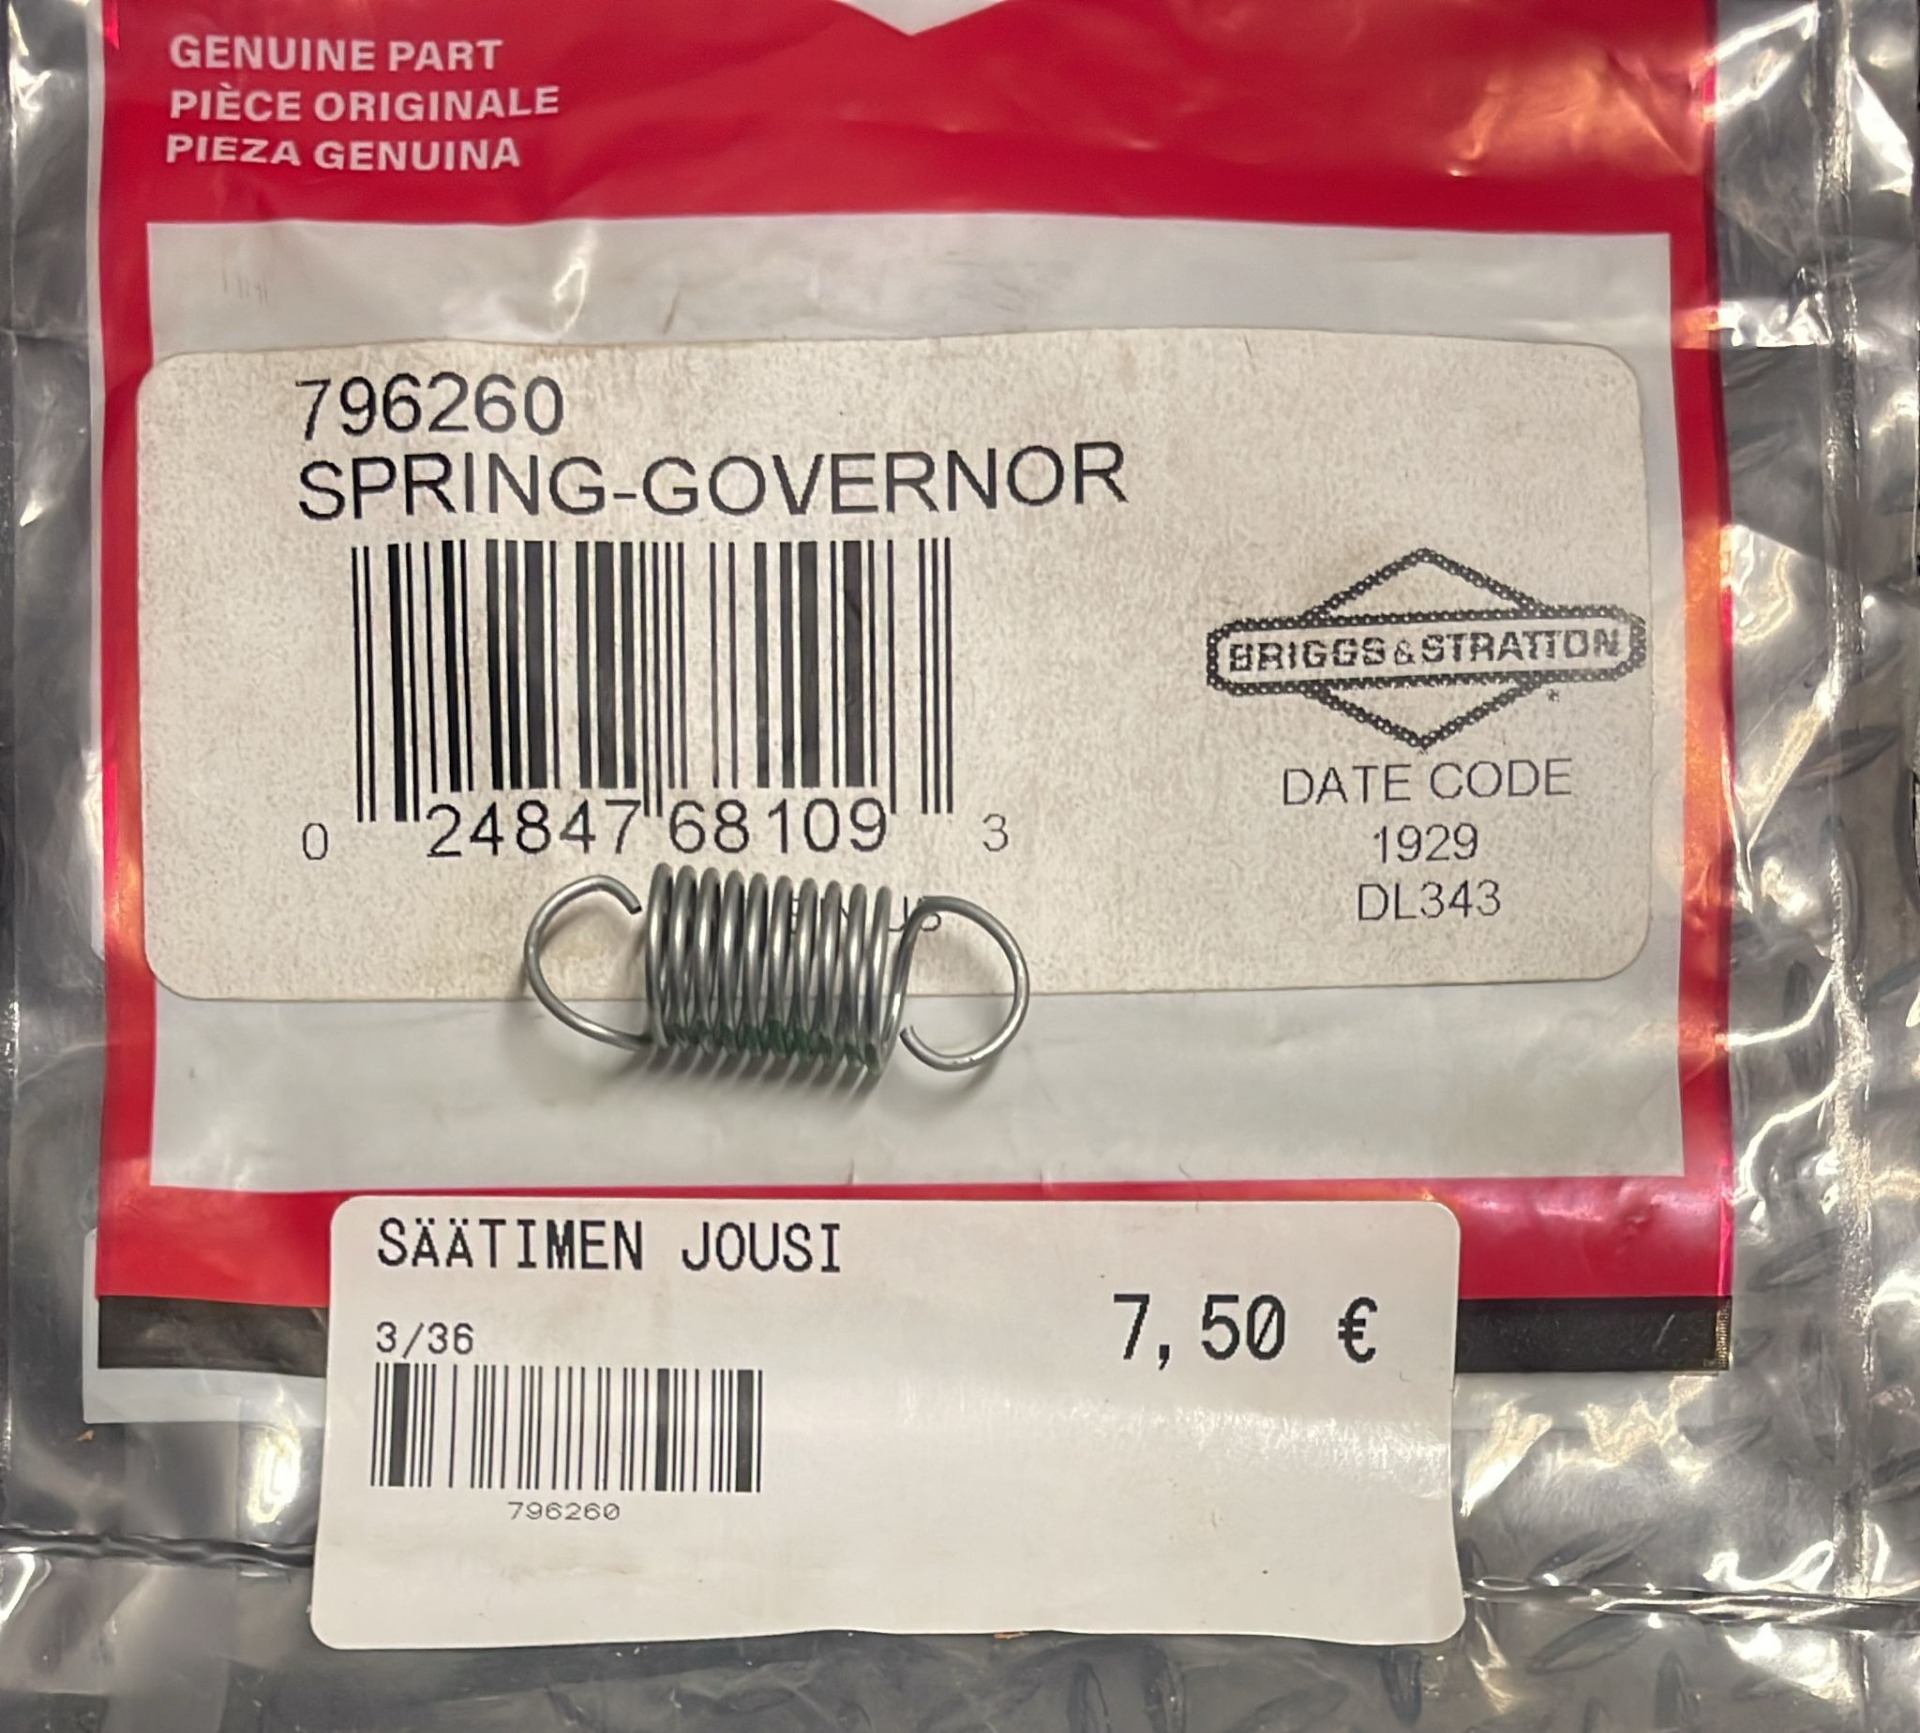 GENUINE PART
PIÈCE ORIGINALE
PIEZA GENUINA
796260
SPRING-GOVERNOR
0 24847 68109 3
BRIGGS & STRATTON
DATE CODE
1929
DL343
SÄÄTIMEN JOUSI
3/36
7,50 €
796260